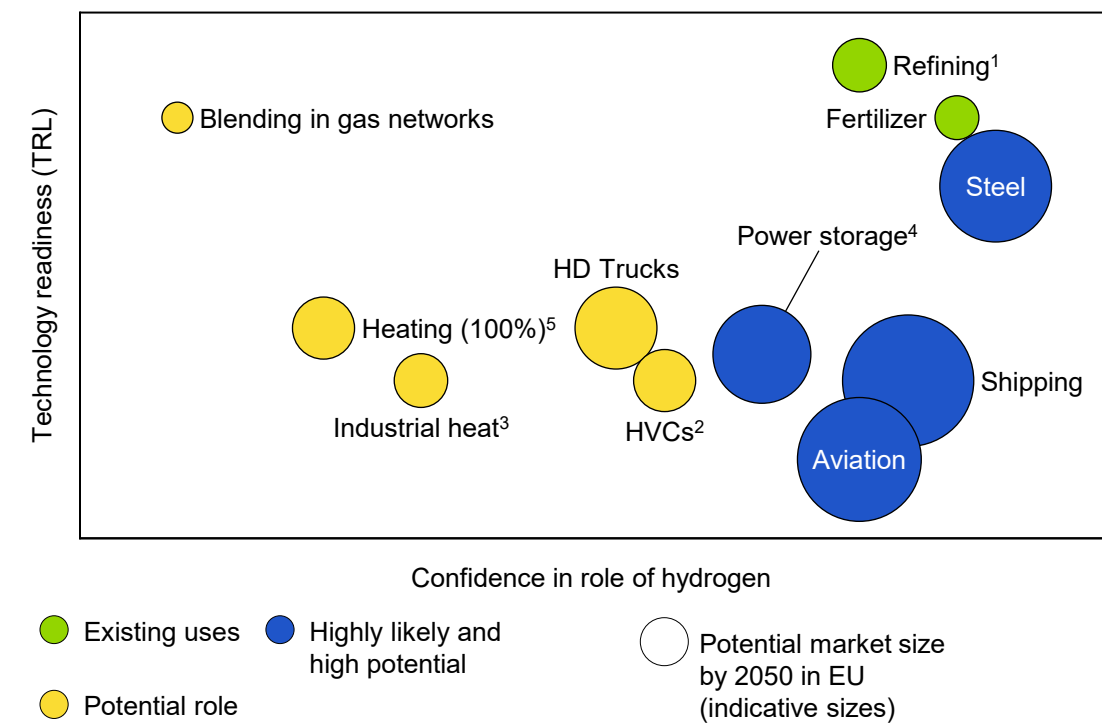 Technology readiness (TRL)
Refining¹
Blending in gas networks
Fertilizer
Steel
Power storage⁴
HD Trucks
Heating (100%)⁵
Shipping
Industrial heat³
HVCs²
Aviation
Confidence in role of hydrogen
Existing uses
Highly likely and
high potential
Potential role
Potential market size
by 2050 in EU
(indicative sizes)